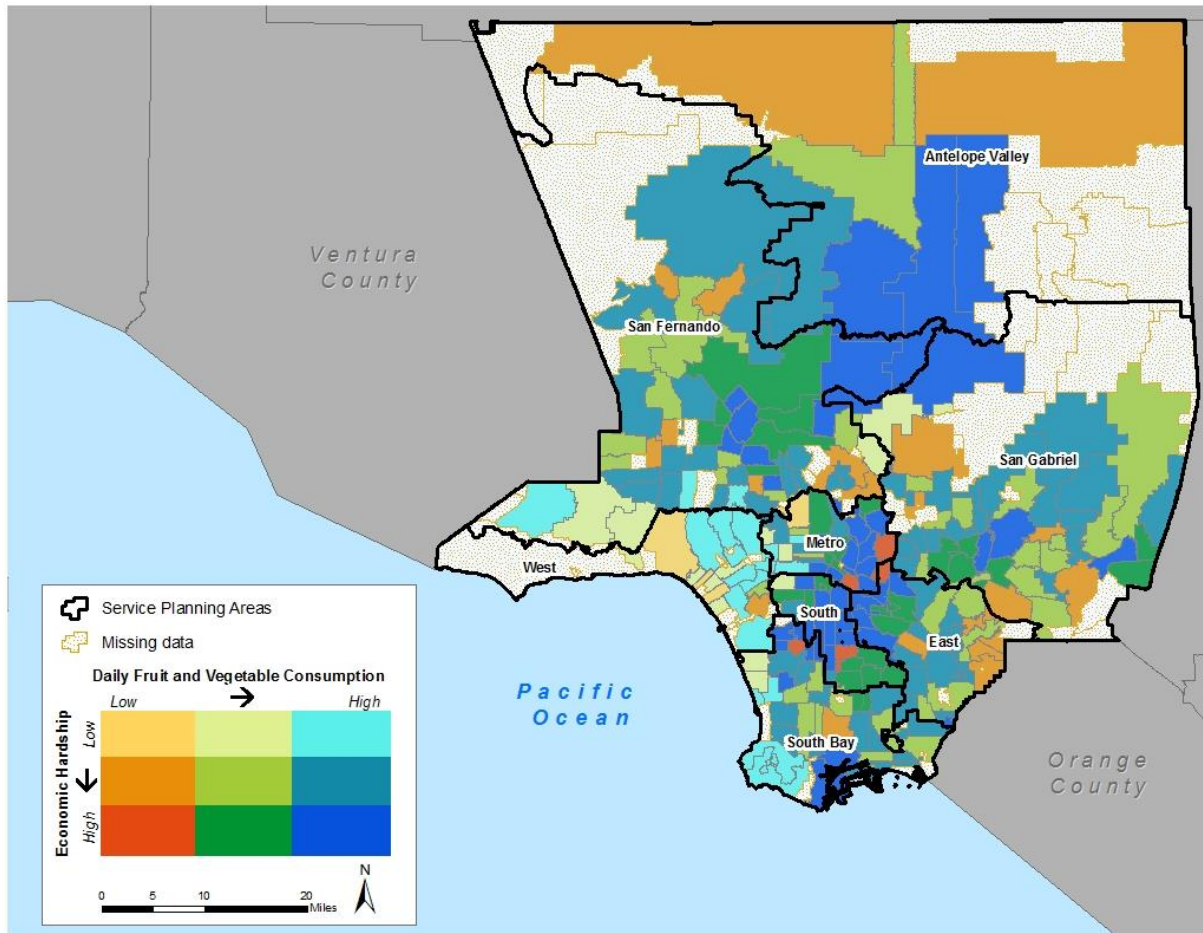 Antelope Valley
Ventura
County
San Fernando
San Gabriel
Metro
West
South
East
Pacific
Ocean
South Bay
Orange
County
Service Planning Areas
Missing data
Daily Fruit and Vegetable Consumption
Low
High
Economic Hardship
Low
High
N
0 5 10 20
Miles